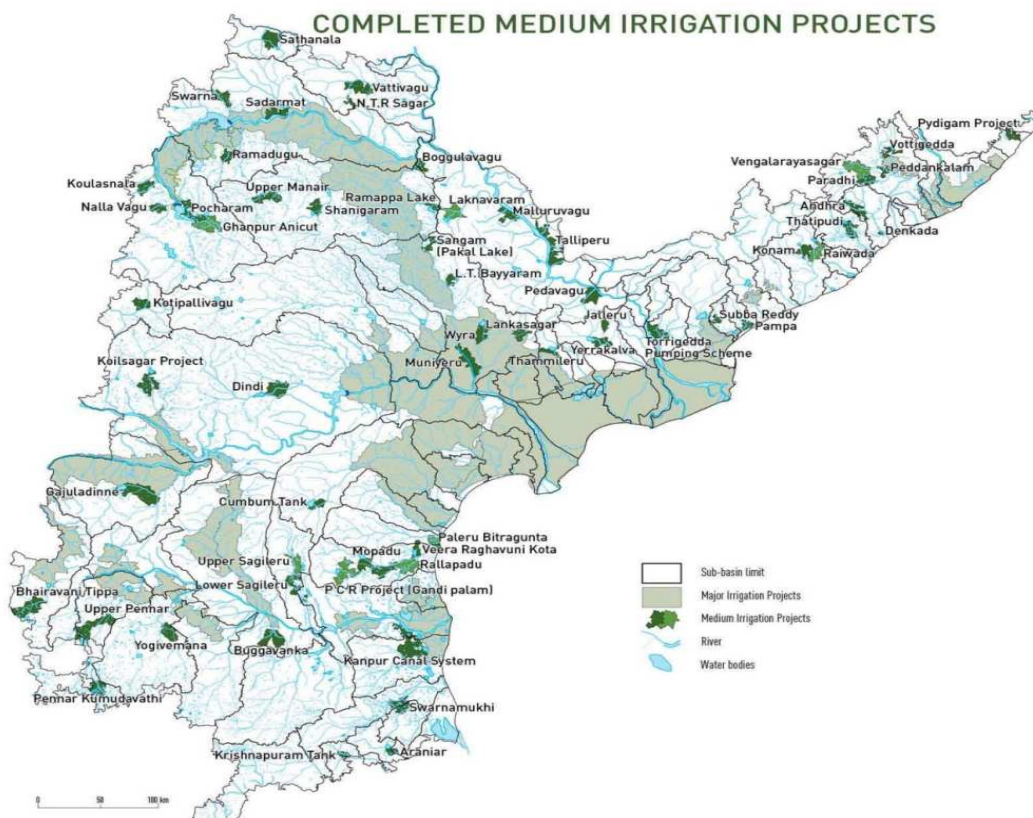 COMPLETED MEDIUM IRRIGATION PROJECTS
Sathanala
Vattivagu
N.T.R Sagar
Swarna
Sadarmat
Ramadugu
Boggulavagu
Koulasnala
Nalla Vagu
Pocharam
Ghanpur Anicut
Upper Manair
Shanigaram
Ramappa Lake
Laknavaram
Malluruvagu
Sangam
(Pakal Lake)
Talliperu
L.T. Bayyaram
Pedavagu
Kotipallivagu
Koilsagar Project
Dindi
Wyra
Lankasagar
Muniyeru
Thammileru
Jalleru
Yerrakalva
Torrigedda
Pumping Scheme
Subba Reddy
Pampa
Pydigam Project
Vottigedda
Vengalarayasagar
Peddankalam
Paradhi
Andhra
Thatipudi
Denkada
Konam
Raiwada
Gajuladinne
Cumbum Tank
Paleru Bitragunta
Mopadu
Veera Raghavuni Kota
Upper Sagileru
Rallapadu
Lower Sagileru
P C R Project (Gandi palam)
Bhairavani Tippa
Upper Pennar
Yogivemana
Buggavanka
Kanpur Canal System
Pennar Kumudavathi
Swarnamukhi
Krishnapuram Tank
Araniar
Sub-basin limit
Major Irrigation Projects
Medium Irrigation Projects
River
Water bodies
0 50 100 km